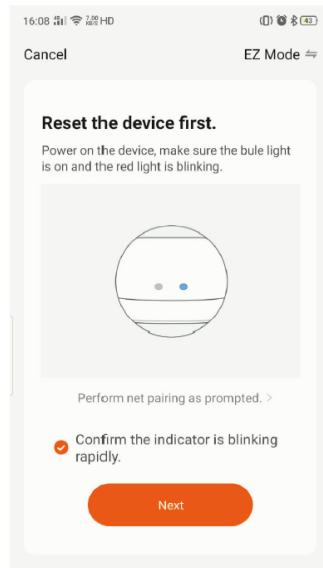 16:08 HD 43
Cancel EZ Mode
Reset the device first.
Power on the device, make sure the bule light
is on and the red light is blinking.
Perform net pairing as prompted. >
Confirm the indicator is blinking
rapidly.
Next